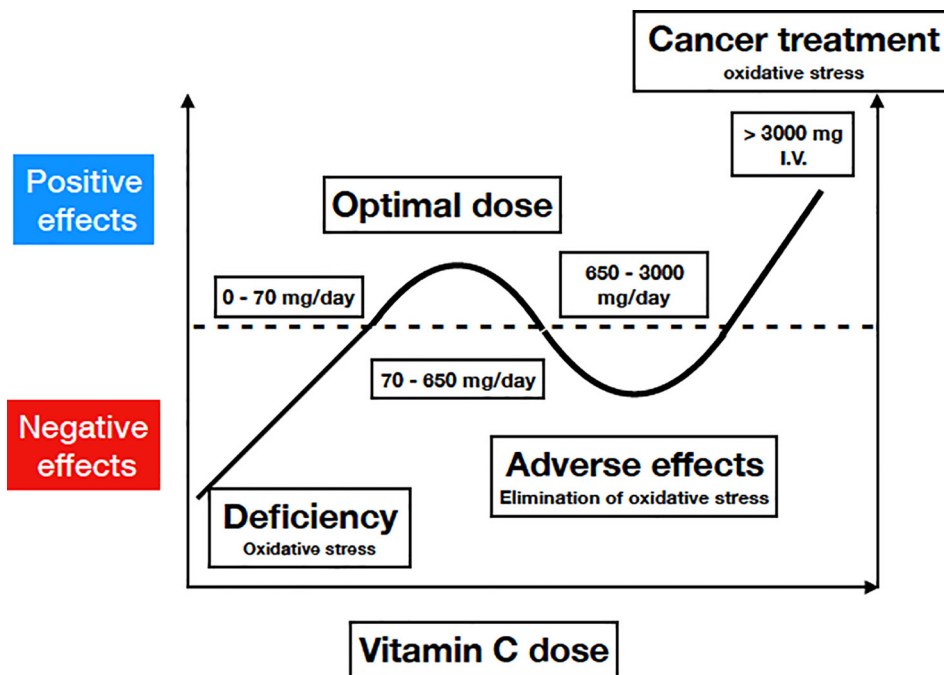 Cancer treatment
oxidative stress
> 3000 mg
I.V.
Positive
effects
Optimal dose
0 - 70 mg/day
650 - 3000
mg/day
70 - 650 mg/day
Negative
effects
Adverse effects
Elimination of oxidative stress
Deficiency
Oxidative stress
Vitamin C dose